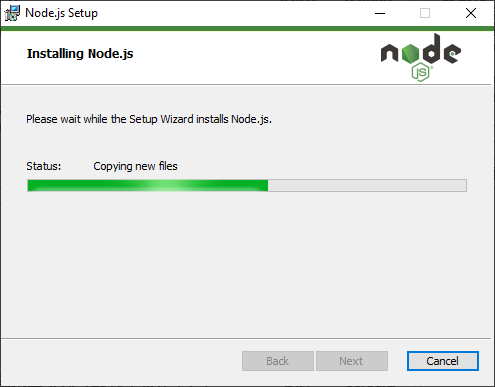 Node.js Setup
Installing Node.js
node
JS
Please wait while the Setup Wizard installs Node.js.
Status: Copying new files
Back Next Cancel